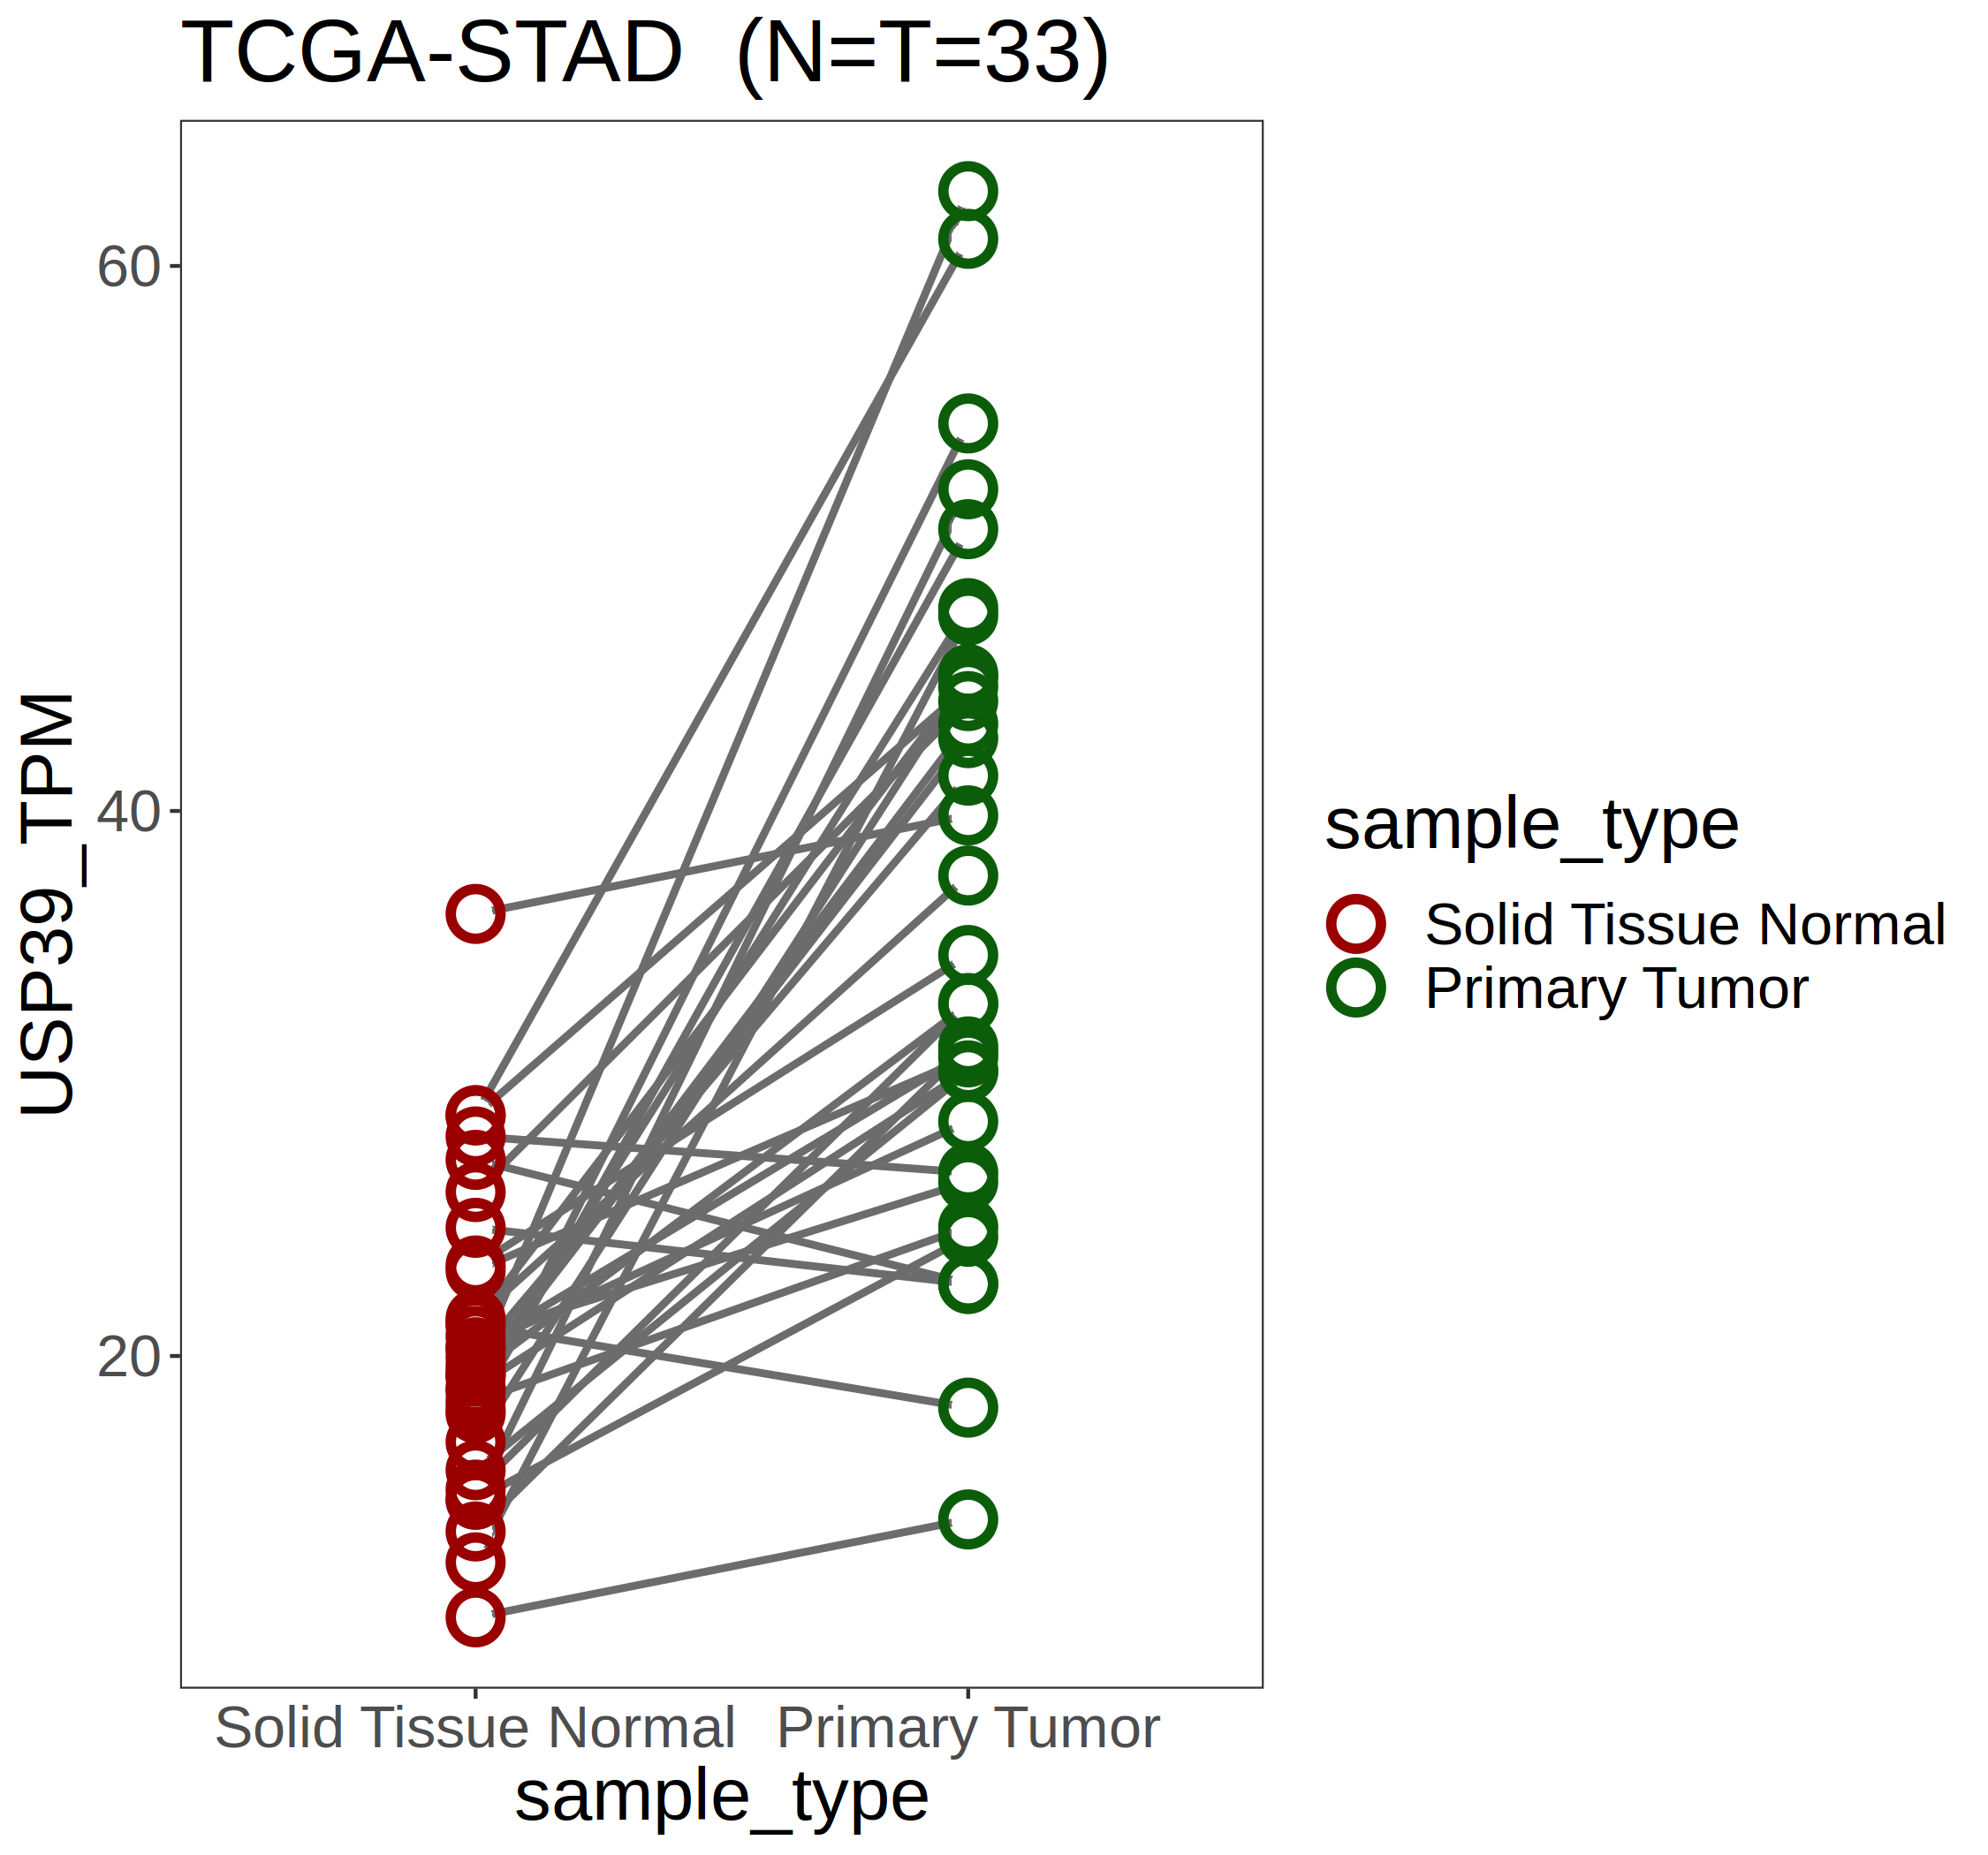 TCGA-STAD  (N=T=33)
USP39_TPM
60
40
20
Solid Tissue Normal
Primary Tumor
sample_type
sample_type
Solid Tissue Normal
Primary Tumor